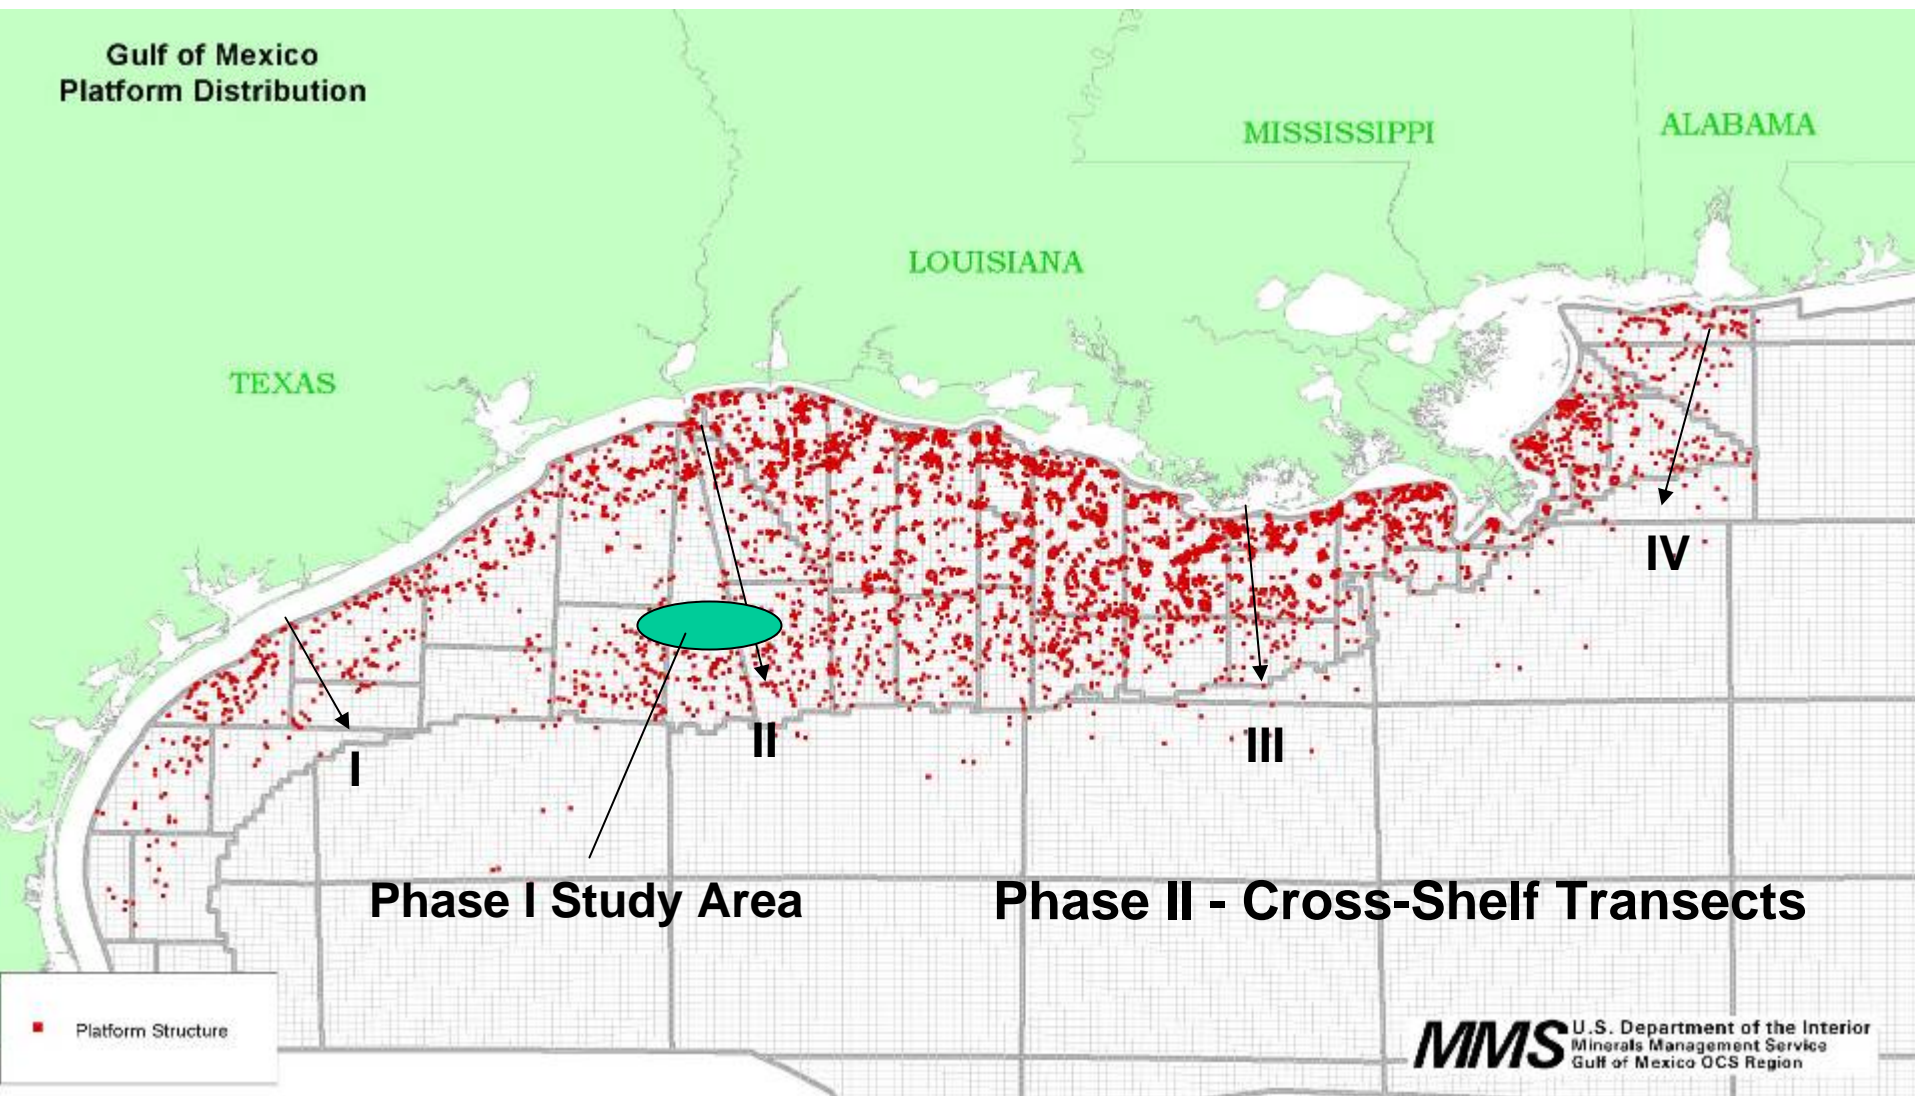 Gulf of Mexico
Platform Distribution
MISSISSIPPI
ALABAMA
LOUISIANA
TEXAS
IV
I
II
III
Phase I Study Area
Phase II - Cross-Shelf Transects
Platform Structure
MMS
U.S. Department of the Interior
Minerals Management Service
Gulf of Mexico OCS Region